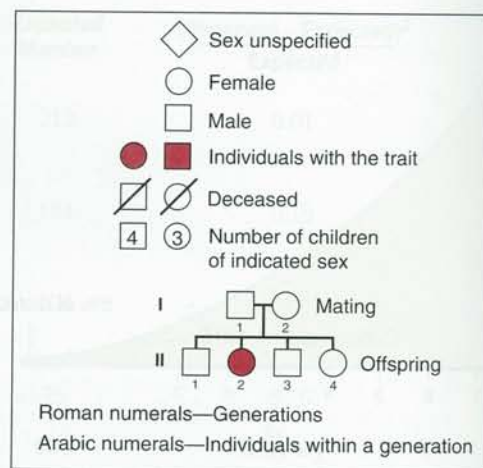 Sex unspecified
Female
Male
Individuals with the trait
Deceased
4 3 Number of children
of indicated sex
I Mating
1 2
II Offspring
1 2 3 4
Roman numerals—Generations
Arabic numerals—Individuals within a generation